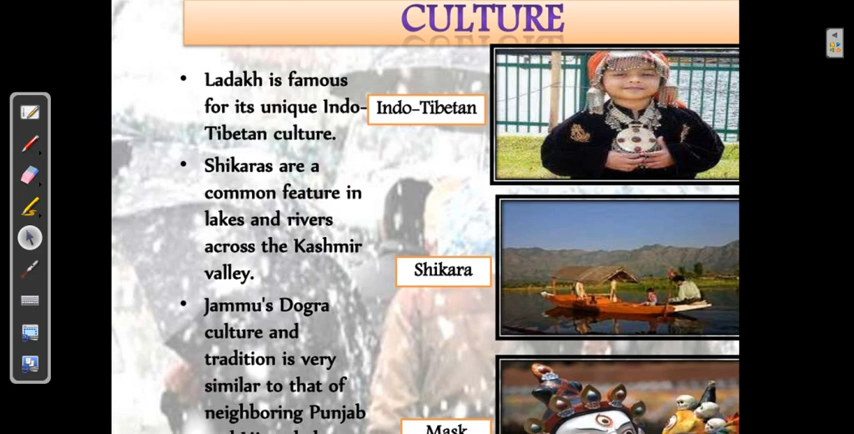 CULTURE
• Ladakh is famous
for its unique Indo-
Tibetan culture.
• Shikaras are a
common feature in
lakes and rivers
across the Kashmir
valley.
• Jammu's Dogra
culture and
tradition is very
similar to that of
neighboring Punjab
Indo-Tibetan
Shikara
Mask